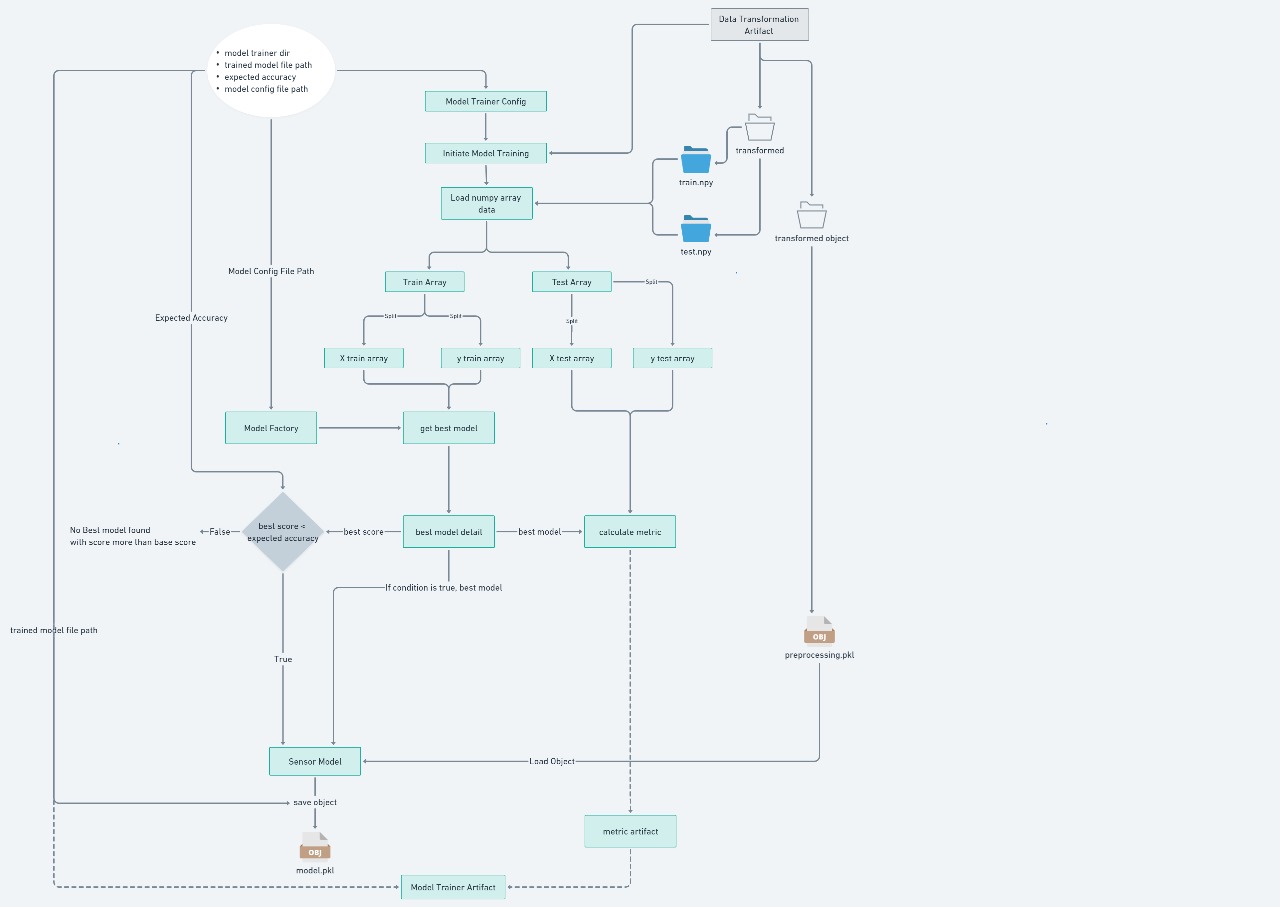 Data Transformation
Artifact
• model trainer dir
• trained model file path
• expected accuracy
• model config file path
Model Trainer Config
Initiate Model Training
transformed
train.npy
Load numpy array
data
test.npy
transformed object
Model Config File Path
Train Array
Test Array
Split
Expected Accuracy
Split
Split
Split
X train array
y train array
X test array
y test array
Model Factory
get best model
No Best model found
with score more than base score
False
best score <
expected accuracy
best score
best model detail
best model
calculate metric
If condition is true, best model
trained model file path
True
OBJ
preprocessing.pkl
Sensor Model
Load Object
save object
OBJ
model.pkl
metric artifact
Model Trainer Artifact